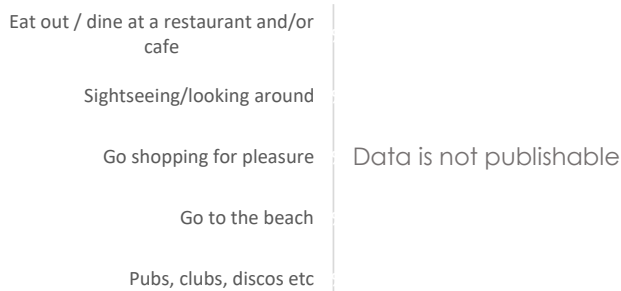 Eat out / dine at a restaurant and/or
cafe
Sightseeing/looking around
Go shopping for pleasure
Data is not publishable
Go to the beach
Pubs, clubs, discos etc